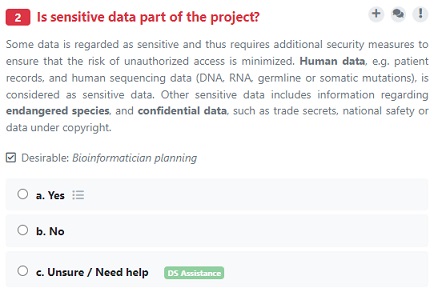 2 Is sensitive data part of the project?
Some data is regarded as sensitive and thus requires additional security measures to
ensure that the risk of unauthorized access is minimized. Human data, e.g. patient
records, and human sequencing data (DNA, RNA, germline or somatic mutations), is
considered as sensitive data. Other sensitive data includes information regarding
endangered species, and confidential data, such as trade secrets, national safety or
data under copyright.
Desirable: Bioinformatician planning
a. Yes
b. No
c. Unsure / Need help DS Assistance